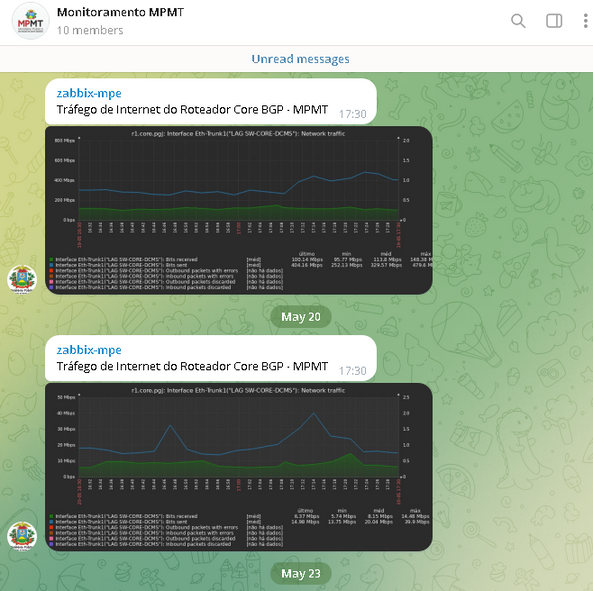 MPMT
Monitoramento MPMT
10 members
Unread messages
zabbix-mpe
Tráfego de Internet do Roteador Core BGP - MPMT 17:30
r1.core.pgj: Interface Eth-Trunk1("LAG SW-CORE-DCMS"): Network traffic
800 Mbps 2.0
600 Mbps 1.5
400 Mbps 1.0
200 Mbps 0.5
0 bps 0
último mín méd máx
Interface Eth-Trunk1("LAG SW-CORE-DCMS"): Bits received [méd] 100.14 Mbps 95.77 Mbps 113.8 Mbps
Interface Eth-Trunk1("LAG SW-CORE-DCMS"): Bits sent [méd] 404.16 Mbps 252.13 Mbps 329.57 Mbps 479.6 M
Interface Eth-Trunk1("LAG SW-CORE-DCMS"): Outbound packets with errors [não há dados]
Interface Eth-Trunk1("LAG SW-CORE-DCMS"): Inbound packets with errors [não há dados]
Interface Eth-Trunk1("LAG SW-CORE-DCMS"): Outbound packets discarded [não há dados]
Interface Eth-Trunk1("LAG SW-CORE-DCMS"): Inbound packets discarded [não há dados]
May 20
zabbix-mpe
Tráfego de Internet do Roteador Core BGP - MPMT 17:30
r1.core.pgj: Interface Eth-Trunk1("LAG SW-CORE-DCMS"): Network traffic
50 Mbps 2.5
40 Mbps 2.0
30 Mbps 1.5
20 Mbps 1.0
10 Mbps 0.5
0 bps 0
último mín méd máx
Interface Eth-Trunk1("LAG SW-CORE-DCMS"): Bits received [méd] 6.37 Mbps 5.74 Mbps 8.15 Mbps 14.48 Mbps
Interface Eth-Trunk1("LAG SW-CORE-DCMS"): Bits sent [méd] 14.98 Mbps 13.75 Mbps 20.04 Mbps 39.9 Mbps
Interface Eth-Trunk1("LAG SW-CORE-DCMS"): Outbound packets with errors [não há dados]
Interface Eth-Trunk1("LAG SW-CORE-DCMS"): Inbound packets with errors [não há dados]
Interface Eth-Trunk1("LAG SW-CORE-DCMS"): Outbound packets discarded [não há dados]
Interface Eth-Trunk1("LAG SW-CORE-DCMS"): Inbound packets discarded [não há dados]
May 23